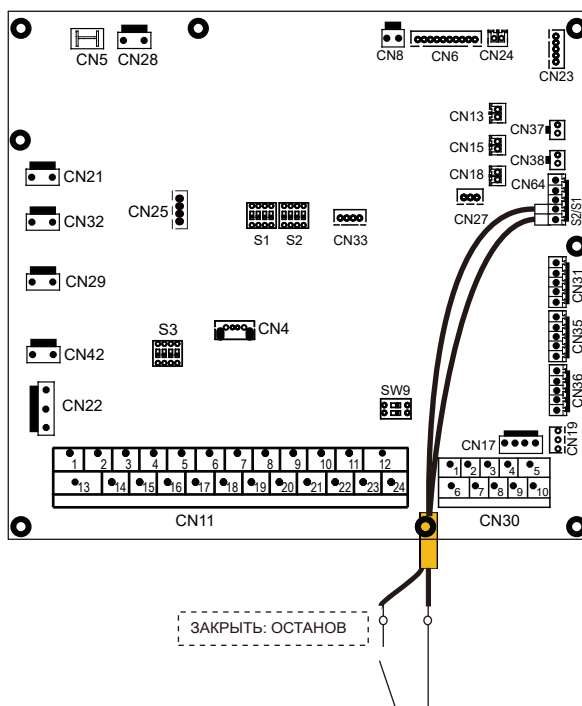 CN5
CN28
CN8
CN6
CN24
CN23
CN13
CN37
CN15
CN38
CN18
CN64
CN21
CN25
CN27
S2/S1
CN32
S1
S2
CN33
CN29
CN31
CN4
S3
CN35
CN42
CN36
CN22
SW9
CN17
CN19
1 2 3 4 5 6 7 8 9 10 11 12
13 14 15 16 17 18 19 20 21 22 23 24
CN11
1 2 3 4 5
6 7 8 9 10
CN30
ЗАКРЫТЬ: ОСТАНОВ